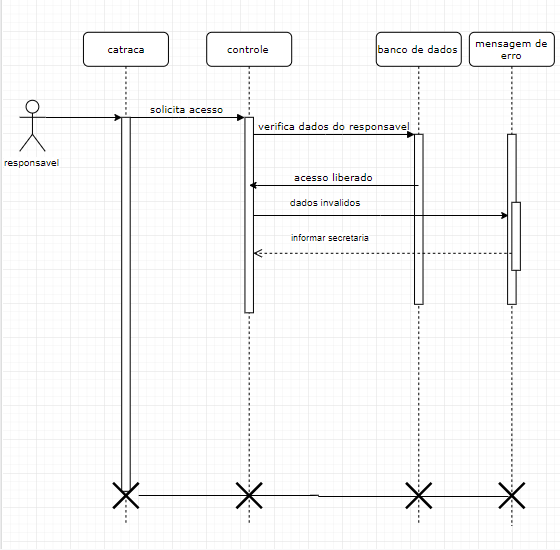 catraca
controle
banco de dados
mensagem de
erro
solicita acesso
verifica dados do responsavel
responsavel
acesso liberado
dados invalidos
informar secretaria